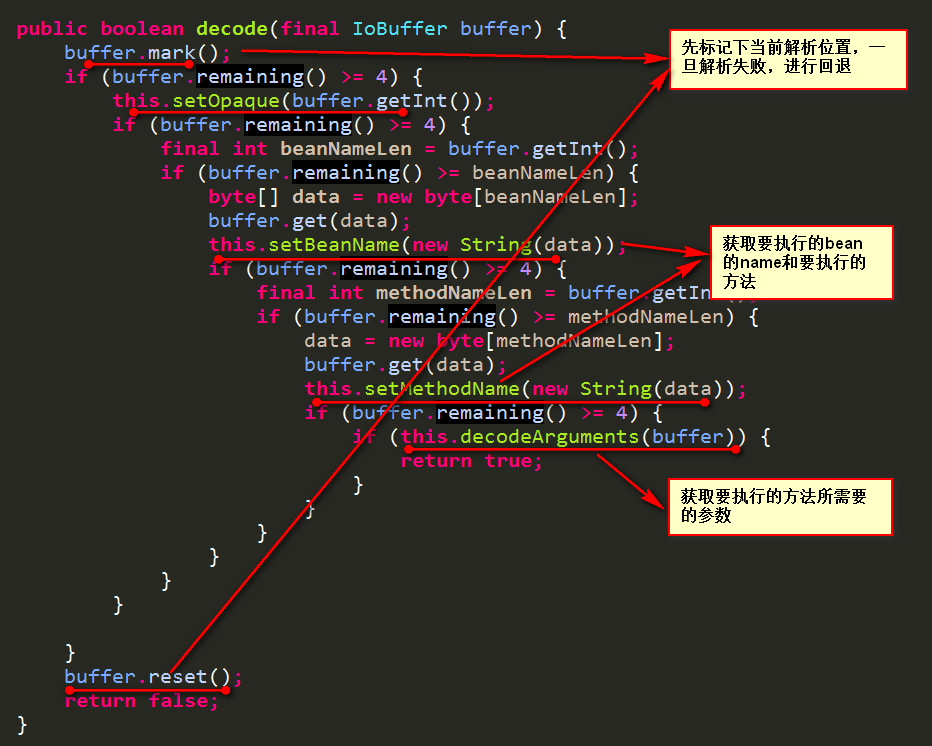 public boolean decode(final IoBuffer buffer) {
    buffer.mark();
    if (buffer.remaining() >= 4) {
        this.setOpaque(buffer.getInt());
        if (buffer.remaining() >= 4) {
            final int beanNameLen = buffer.getInt();
            if (buffer.remaining() >= beanNameLen) {
                byte[] data = new byte[beanNameLen];
                buffer.get(data);
                this.setBeanName(new String(data));
                if (buffer.remaining() >= 4) {
                    final int methodNameLen = buffer.getInt();
                    if (buffer.remaining() >= methodNameLen) {
                        data = new byte[methodNameLen];
                        buffer.get(data);
                        this.setMethodName(new String(data));
                        if (buffer.remaining() >= 4) {
                            if (this.decodeArguments(buffer)) {
                                return true;
                            }
                        }
                    }
                }
            }
        }

    }
    buffer.reset();
    return false;
}
先标记下当前解析位置，一
旦解析失败，进行回退
获取要执行的bean
的name和要执行的
方法
获取要执行的方法所需要
的参数